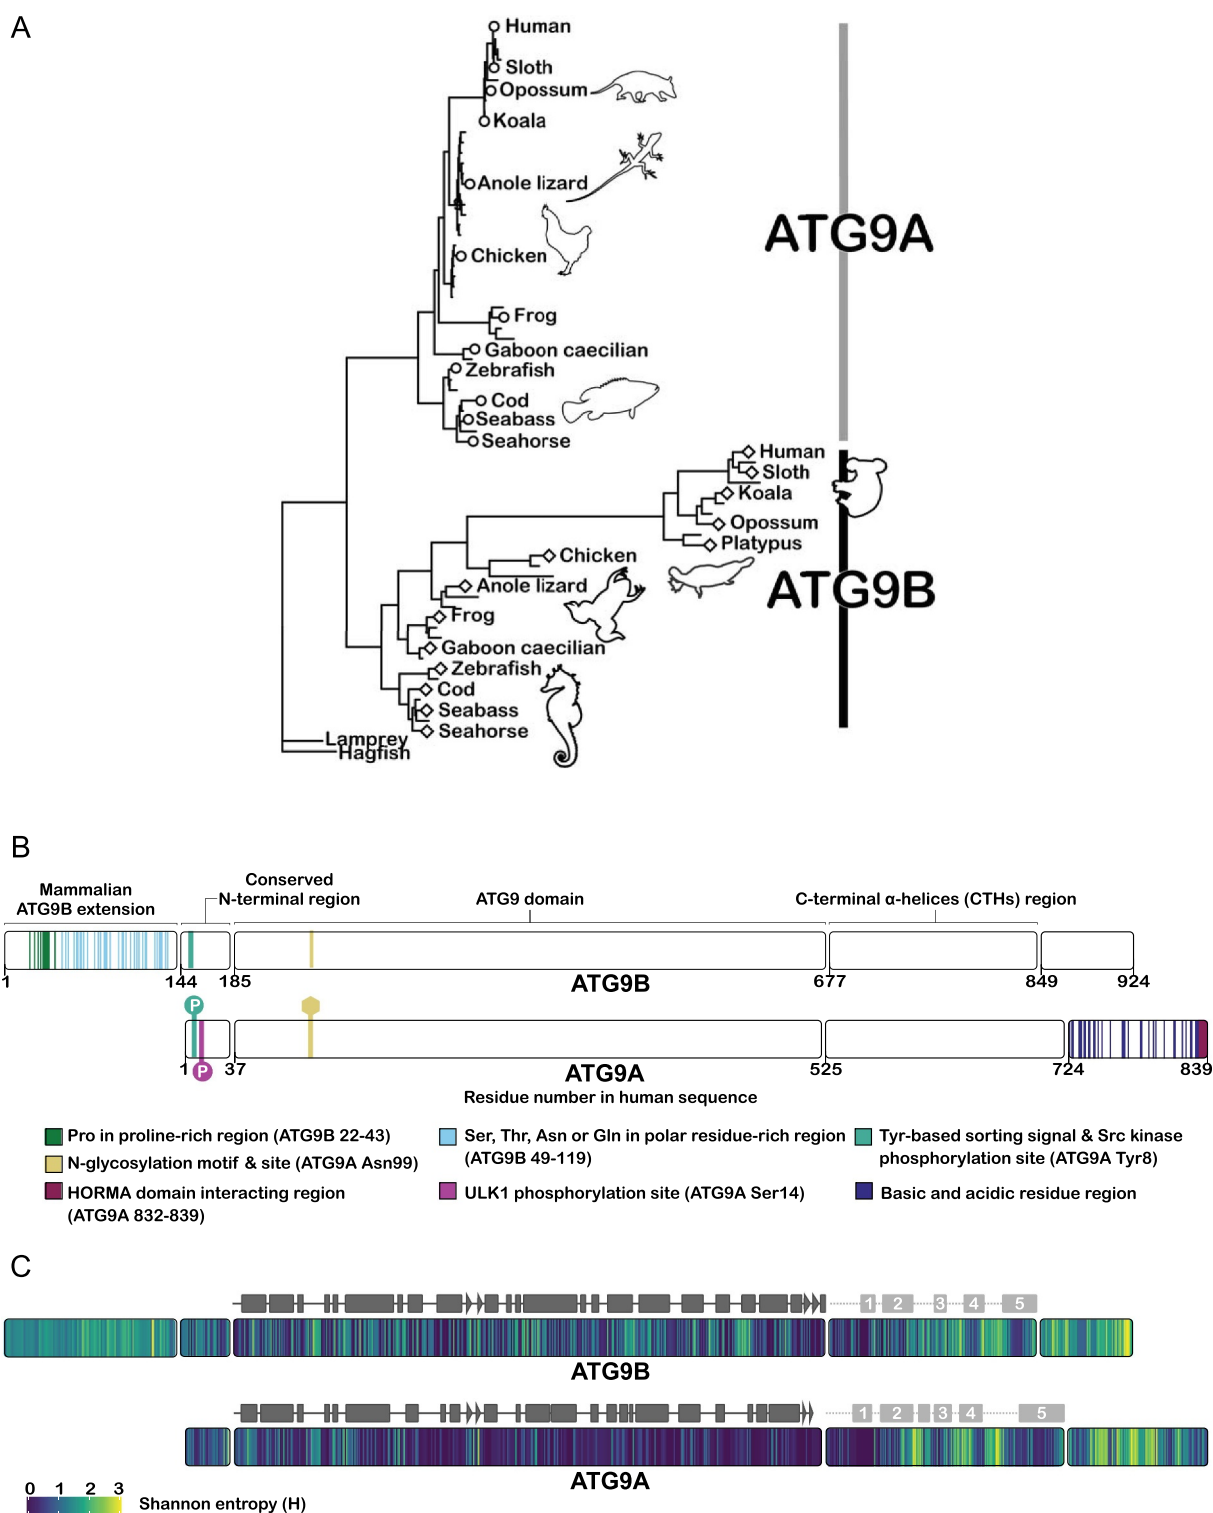 A
Human
Sloth
Opossum
Koala
Anole lizard
Chicken
Frog
Gaboon caecilian
Zebrafish
Cod
Seabass
Seahorse
ATG9A
Human
Sloth
Koala
Opossum
Platypus
Chicken
Anole lizard
Frog
Gaboon caecilian
Zebrafish
Cod
Seabass
Seahorse
ATG9B
Lamprey
Hagfish
B
Mammalian
ATG9B extension
Conserved
N-terminal region
ATG9 domain
C-terminal α-helices (CTHs) region
1 144 185 677 849 924
ATG9B
P
P
1 37 525 724 839
ATG9A
Residue number in human sequence
Pro in proline-rich region (ATG9B 22-43)
N-glycosylation motif & site (ATG9A Asn99)
HORMA domain interacting region
(ATG9A 832-839)
Ser, Thr, Asn or Gln in polar residue-rich region
(ATG9B 49-119)
ULK1 phosphorylation site (ATG9A Ser14)
Tyr-based sorting signal & Src kinase
phosphorylation site (ATG9A Tyr8)
Basic and acidic residue region
C
1 2 3 4 5
ATG9B
1 2 3 4 5
ATG9A
0 1 2 3
Shannon entropy (H)